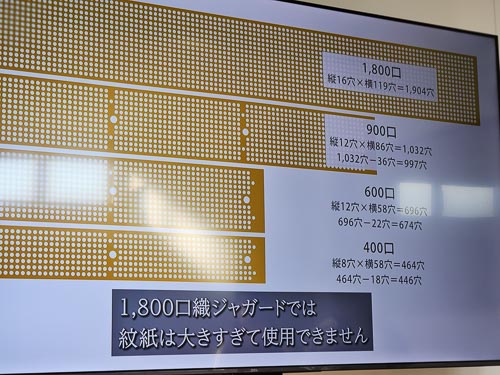 1,800口
縦16穴×横119穴＝1,904穴
900口
縦12穴×横86穴＝1,032穴
1,032穴−36穴＝997穴
600口
縦12穴×横58穴＝696穴
696穴−22穴＝674穴
400口
縦8穴×横58穴＝464穴
464穴−18穴＝446穴
1,800口織ジャガードでは
紋紙は大きすぎて使用できません